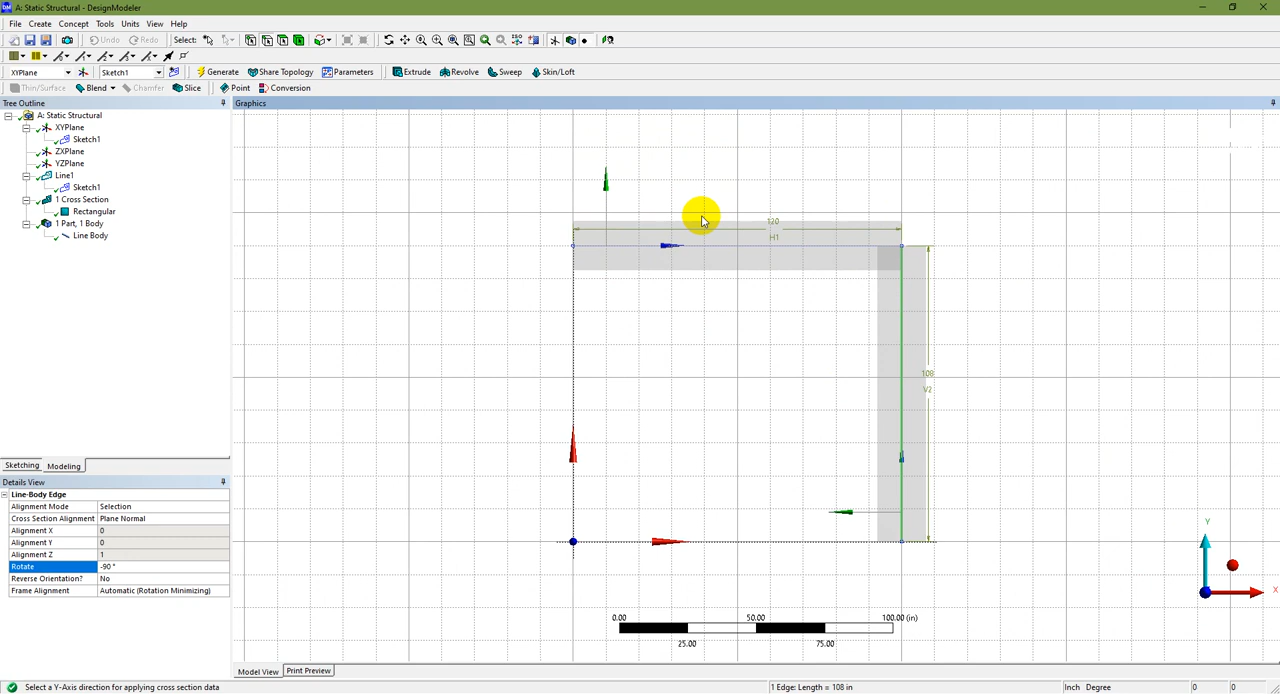 A: Static Structural - DesignModeler
File Create Concept Tools Units View Help
Undo Redo Select:
XYPlane Sketch1 Generate Share Topology Parameters Extrude Revolve Sweep Skin/Loft
Thin/Surface Blend Chamfer Slice Point Conversion
Tree Outline
A: Static Structural
XYPlane
Sketch1
ZXPlane
YZPlane
Line1
Sketch1
1 Cross Section
Rectangular
1 Part, 1 Body
Line Body
Sketching Modeling
Details View
Line-Body Edge
Alignment Mode Selection
Cross Section Alignment Plane Normal
Alignment X 0
Alignment Y 0
Alignment Z 1
Rotate -90 °
Reverse Orientation? No
Frame Alignment Automatic (Rotation Minimizing)
Graphics
120
H1
108
V2
Y
X
0.00 50.00 100.00 (in)
25.00 75.00
Model View Print Preview
Select a Y-Axis direction for applying cross section data 1 Edge: Length = 108 in Inch Degree 0 0